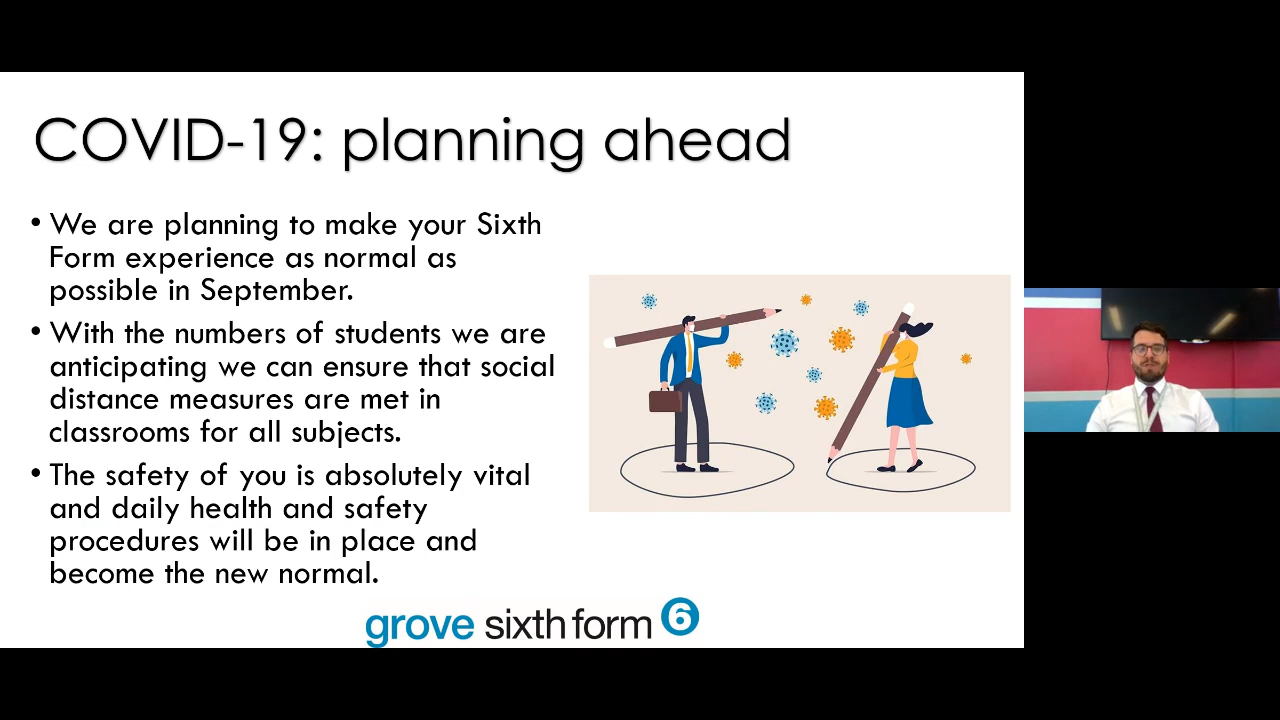 COVID-19: planning ahead
• We are planning to make your Sixth
Form experience as normal as
possible in September.
• With the numbers of students we are
anticipating we can ensure that social
distance measures are met in
classrooms for all subjects.
• The safety of you is absolutely vital
and daily health and safety
procedures will be in place and
become the new normal.
grove sixth form 6